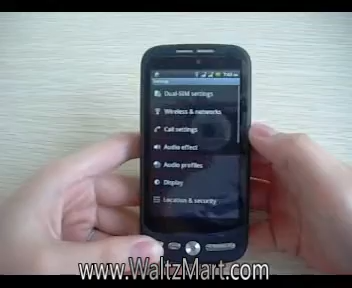 Settings
Dual-SIM settings
Wireless & networks
Call settings
Audio effect
Audio profiles
Display
Location & security
www.WaltzMart.com